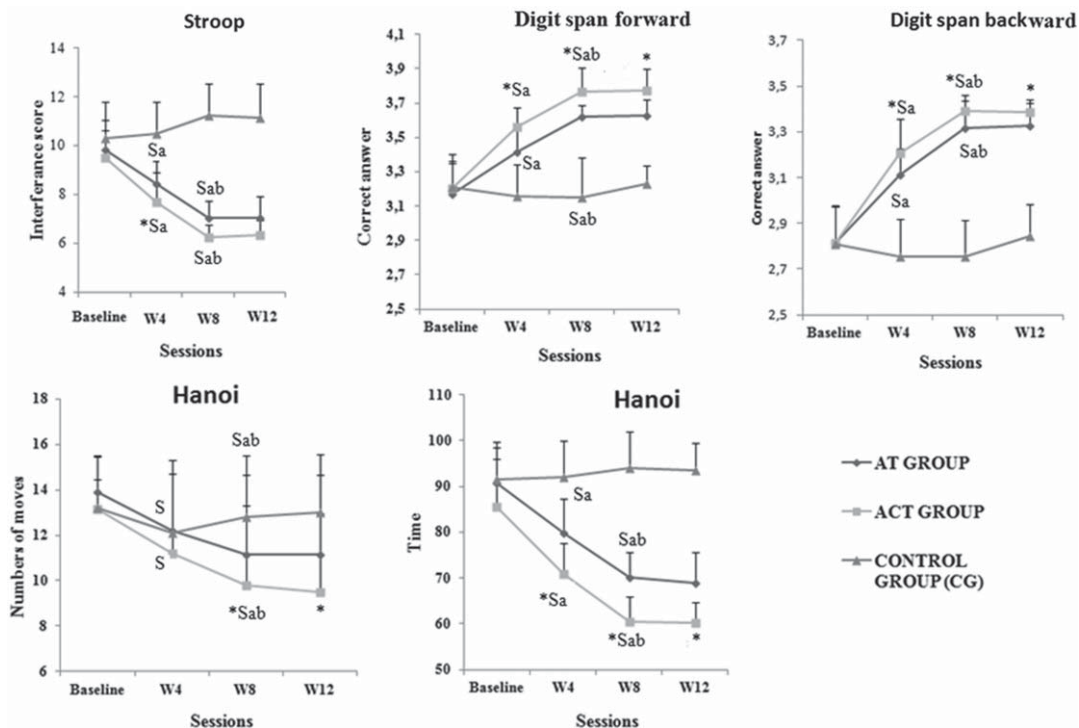 Stroop
14
12
10
8
6
4
Interferance score
Sa
Sab
*Sa
Sab
Baseline W4 W8 W12
Sessions
Digit span forward
4,1
3,9
3,7
3,5
3,3
3,1
2,9
2,7
2,5
Correct answer
*Sab *
*Sa
Sa
Sab
Baseline W4 W8 W12
Sessions
Digit span backward
3,7
3,5
3,3
3,1
2,9
2,7
2,5
Correct answer
*Sab *
*Sa
Sab
Sa
Baseline W4 W8 W12
Sessions
Hanoi
18
16
14
12
10
8
6
Numbers of moves
Sab
S
S
*Sab *
Baseline W4 W8 W12
Sessions
Hanoi
110
100
90
80
70
60
50
Time
Sa
Sab
*Sa
*Sab *
Baseline W4 W8 W12
Sessions
AT GROUP
ACT GROUP
CONTROL
GROUP (CG)